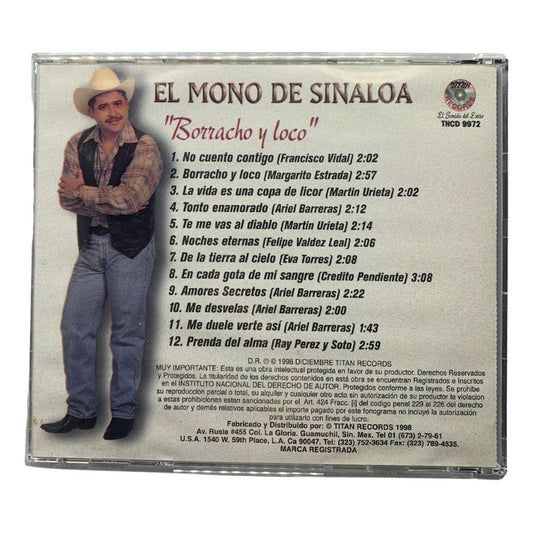 EL MONO DE SINALOA
TITAN
RECORDS
El Sonido del Exito
TNCD 9972
"Borracho y loco"
1. No cuento contigo (Francisco Vidal) 2:02
2. Borracho y loco (Margarito Estrada) 2:57
3. La vida es una copa de licor (Martin Urieta) 2:02
4. Tonto enamorado (Ariel Barreras) 2:12
5. Te me vas al diablo (Martin Urieta) 2:14
6. Noches eternas (Felipe Valdez Leal) 2:06
7. De la tierra al cielo (Eva Torres) 2:08
8. En cada gota de mi sangre (Credito Pendiente) 3:08
9. Amores Secretos (Ariel Barreras) 2:22
10. Me desvelas (Ariel Barreras) 2:00
11. Me duele verte así (Ariel Barreras) 1:43
12. Prenda del alma (Ray Perez y Soto) 2:59
D.R. Ⓟ © 1998 DICIEMBRE TITAN RECORDS
MUY IMPORTANTE: Esta es una obra intelectual protegida en favor de su productor. Derechos Reservados
y Protegidos. La titularidad de los derechos contenidos en está obra se encuentran Registrados e Inscritos
en el INSTITUTO NACIONAL DEL DERECHO DE AUTOR. Protegidos conforme a las leyes. Se prohibe
su reproduccion parcial o total, su alquiler y cualquier otro acto sin autorización de su productor la violación
a estas prohibiciones estan sancionadas por el. Art. 424 Fracc. [i] del codigo penal 229 al 226 del derecho
de autor y demás relativos aplicables el importe pagado por este fonograma no incluye la autorización
para utilizarlo con fines de lucro.
Fabricado y Distribuido por: © TITAN RECORDS 1998
Av. Rusia #455 Col. La Gloria. Guamuchil, Sin. Mex. Tel 01 (673) 2-79-61
U.S.A. 1540 W. 59th Place, L.A. Ca 90047. Tel: (323) 752-3634 Fax: (323) 789-4535.
MARCA REGISTRADA